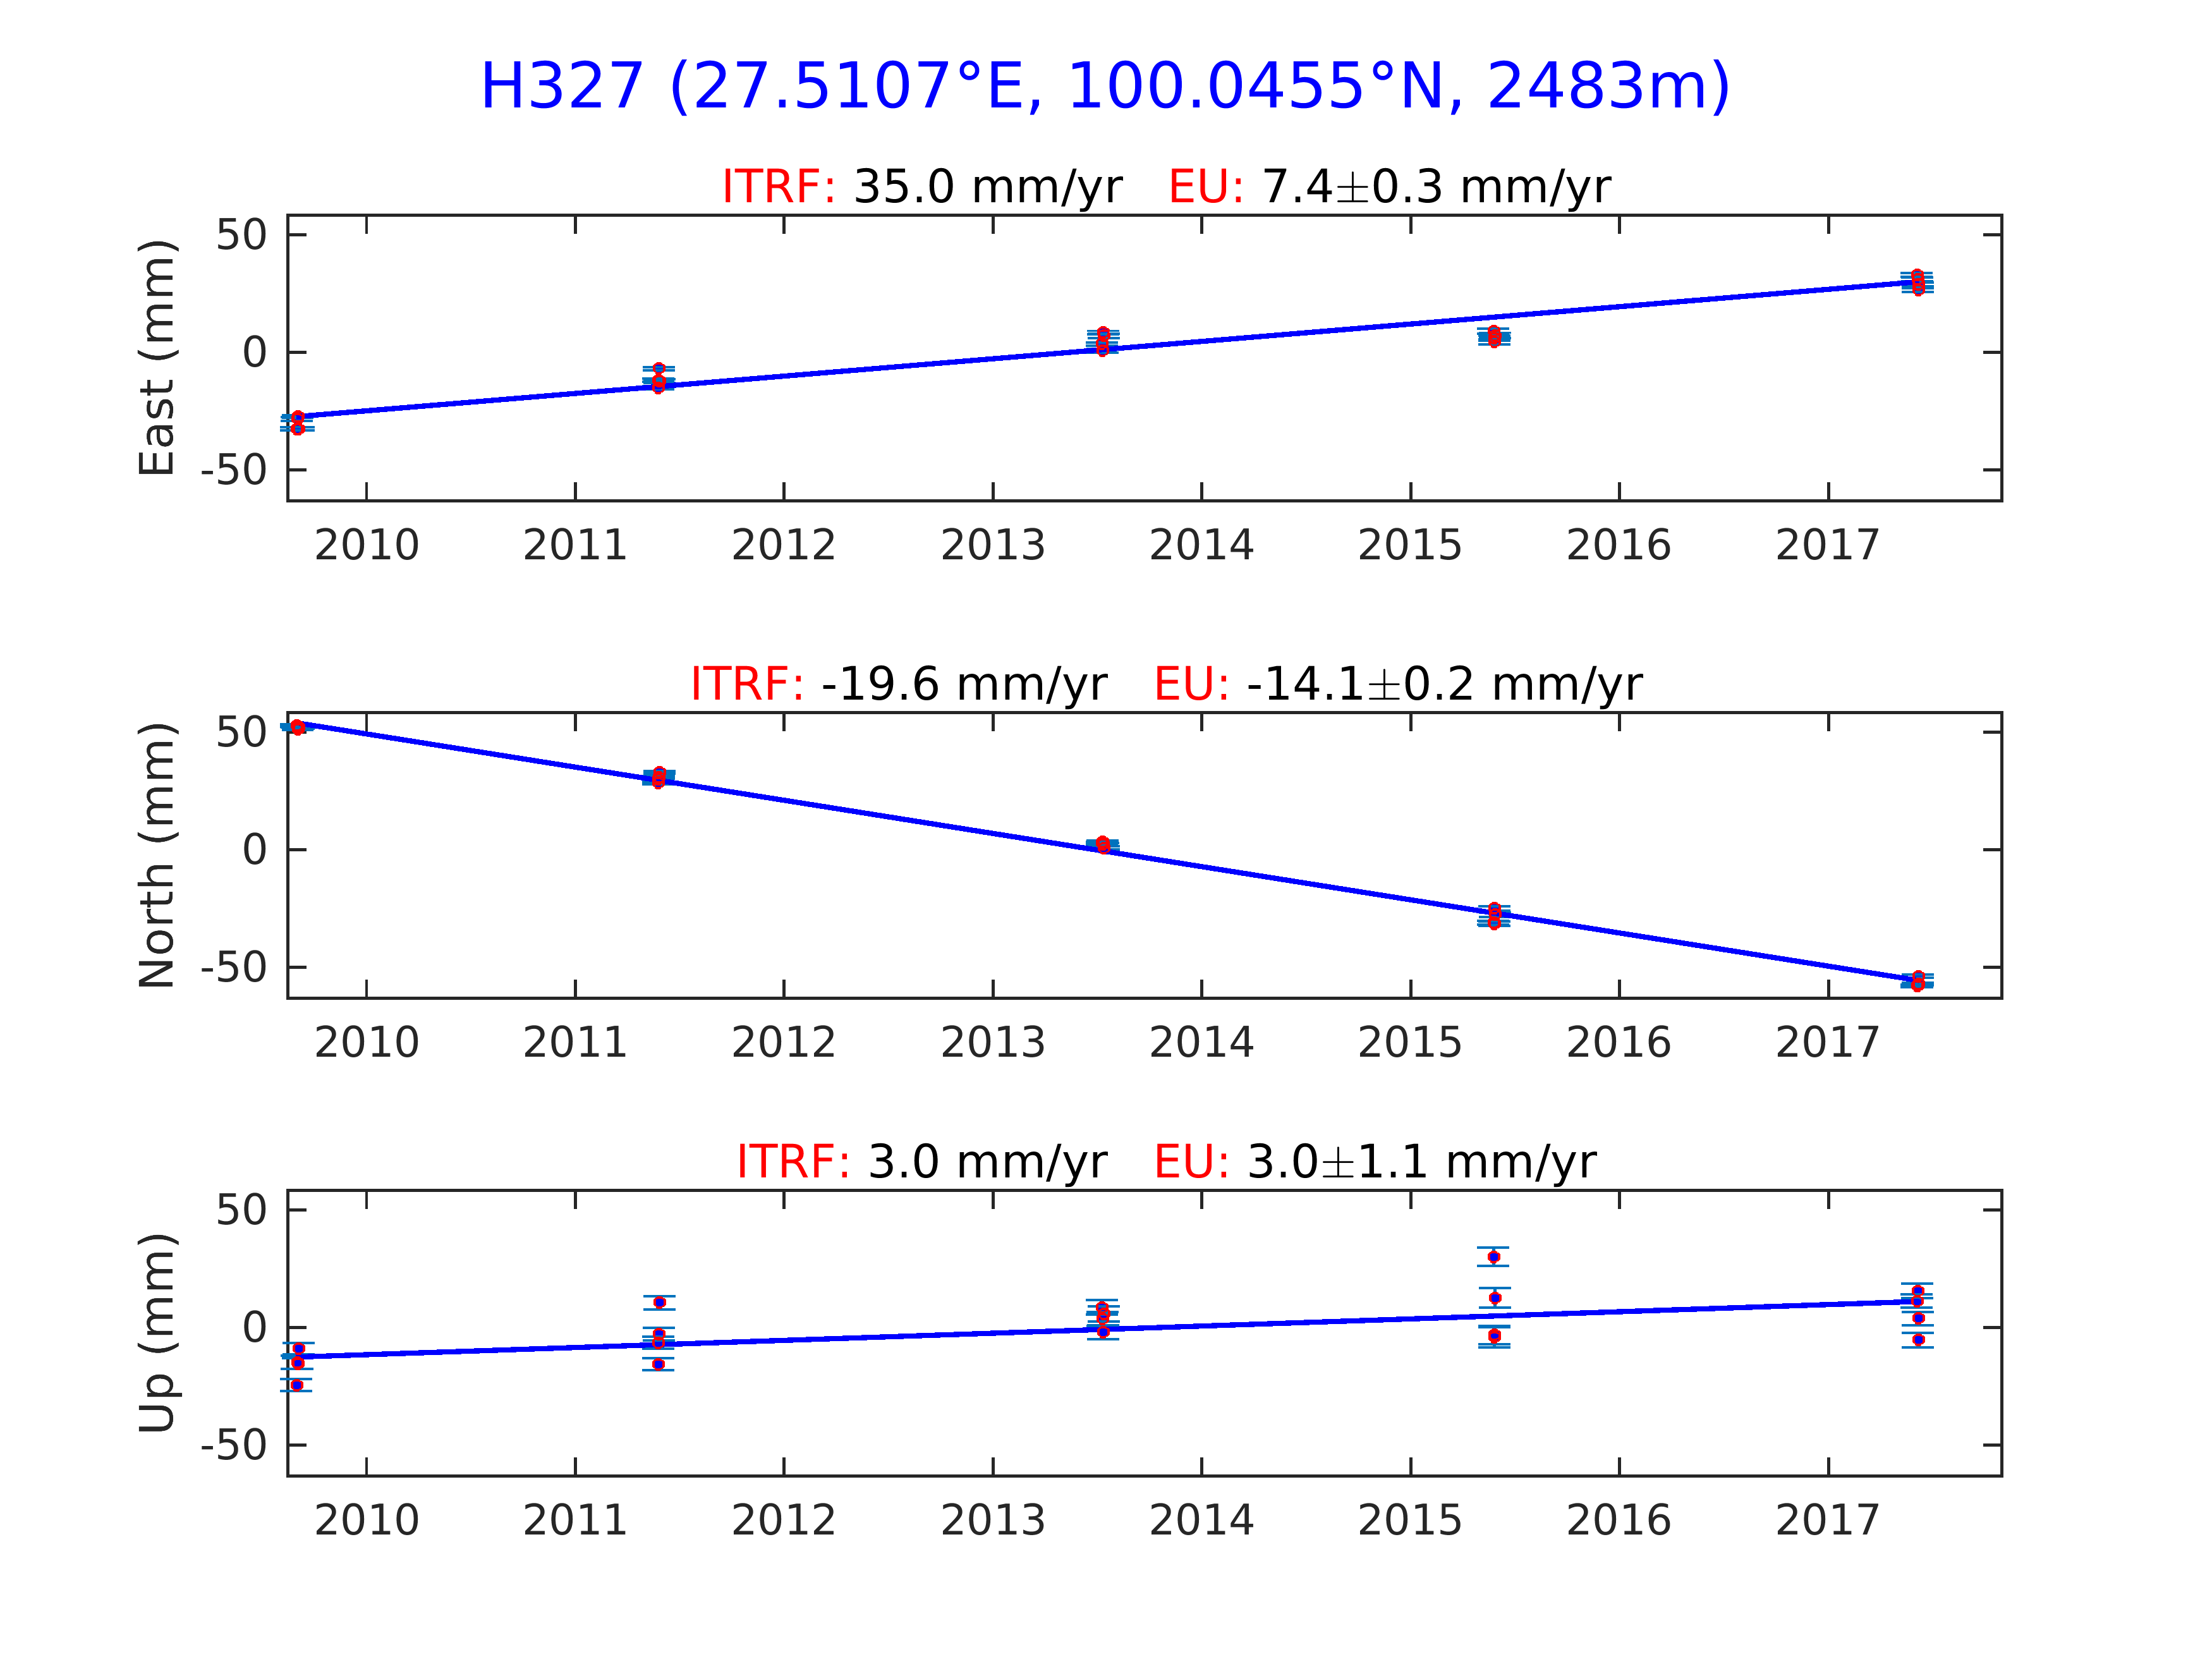 H327 (27.5107°E, 100.0455°N, 2483m)
ITRF: 35.0 mm/yr EU: 7.4±0.3 mm/yr
East (mm)
50
0
-50
2010 2011 2012 2013 2014 2015 2016 2017
ITRF: -19.6 mm/yr EU: -14.1±0.2 mm/yr
North (mm)
50
0
-50
2010 2011 2012 2013 2014 2015 2016 2017
ITRF: 3.0 mm/yr EU: 3.0±1.1 mm/yr
Up (mm)
50
0
-50
2010 2011 2012 2013 2014 2015 2016 2017